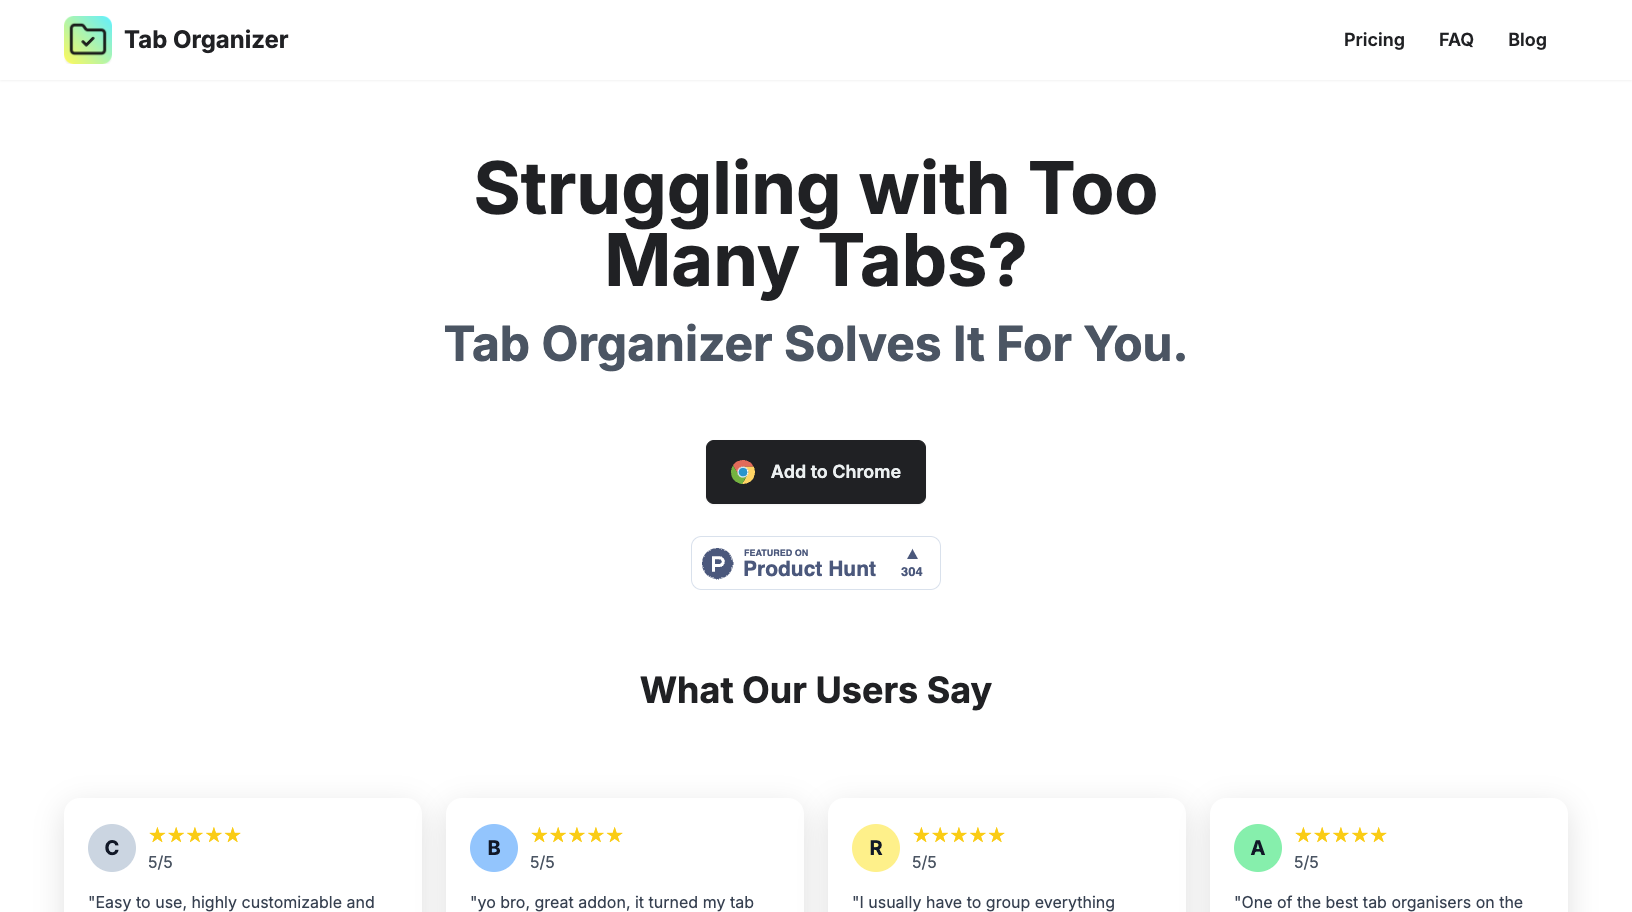 Tab Organizer
Pricing
FAQ
Blog
Struggling with Too
Many Tabs?
Tab Organizer Solves It For You.
Add to Chrome
P
FEATURED ON
Product Hunt
▲
304
What Our Users Say
C
★★★★★
5/5
"Easy to use, highly customizable and
B
★★★★★
5/5
"yo bro, great addon, it turned my tab
R
★★★★★
5/5
"I usually have to group everything
A
★★★★★
5/5
"One of the best tab organisers on the